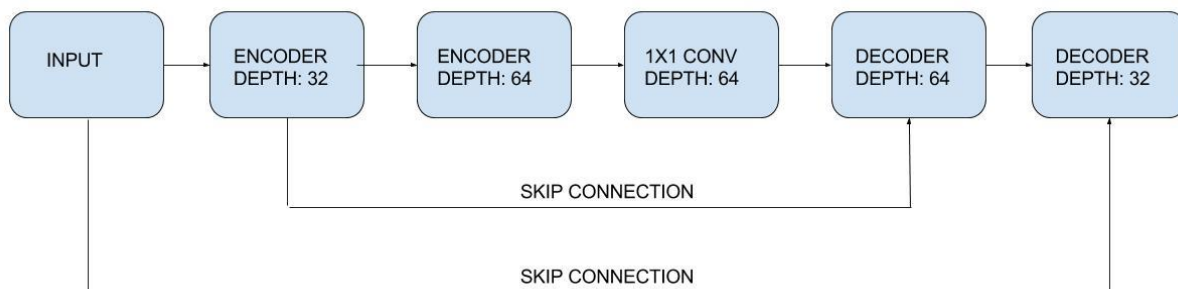 INPUT
ENCODER
DEPTH: 32
ENCODER
DEPTH: 64
1X1 CONV
DEPTH: 64
DECODER
DEPTH: 64
DECODER
DEPTH: 32
SKIP CONNECTION
SKIP CONNECTION